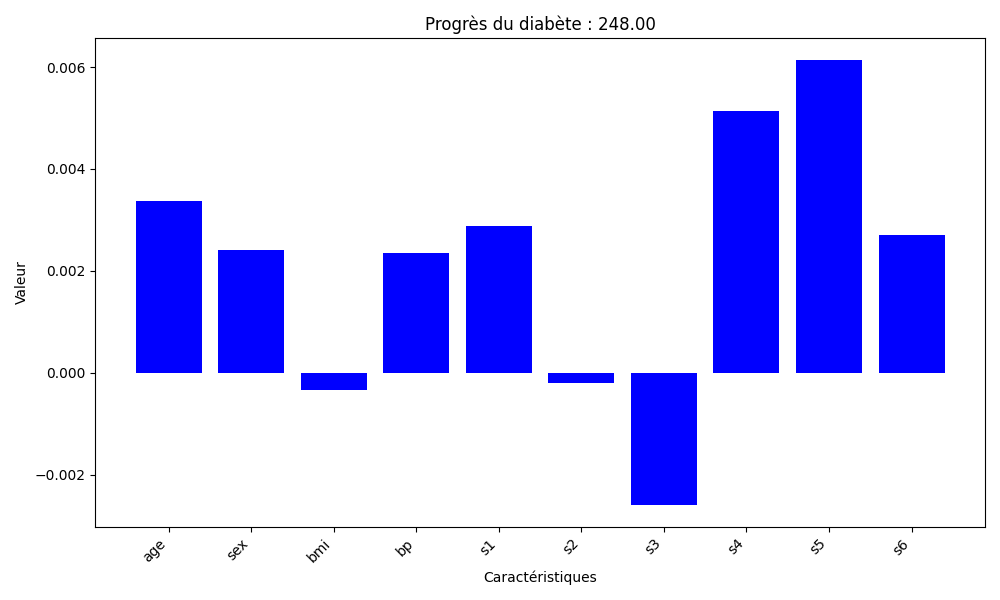 Progrès du diabète : 248.00
0.006
0.004
0.002
0.000
−0.002
Valeur
age
sex
bmi
bp
s1
s2
s3
s4
s5
s6
Caractéristiques